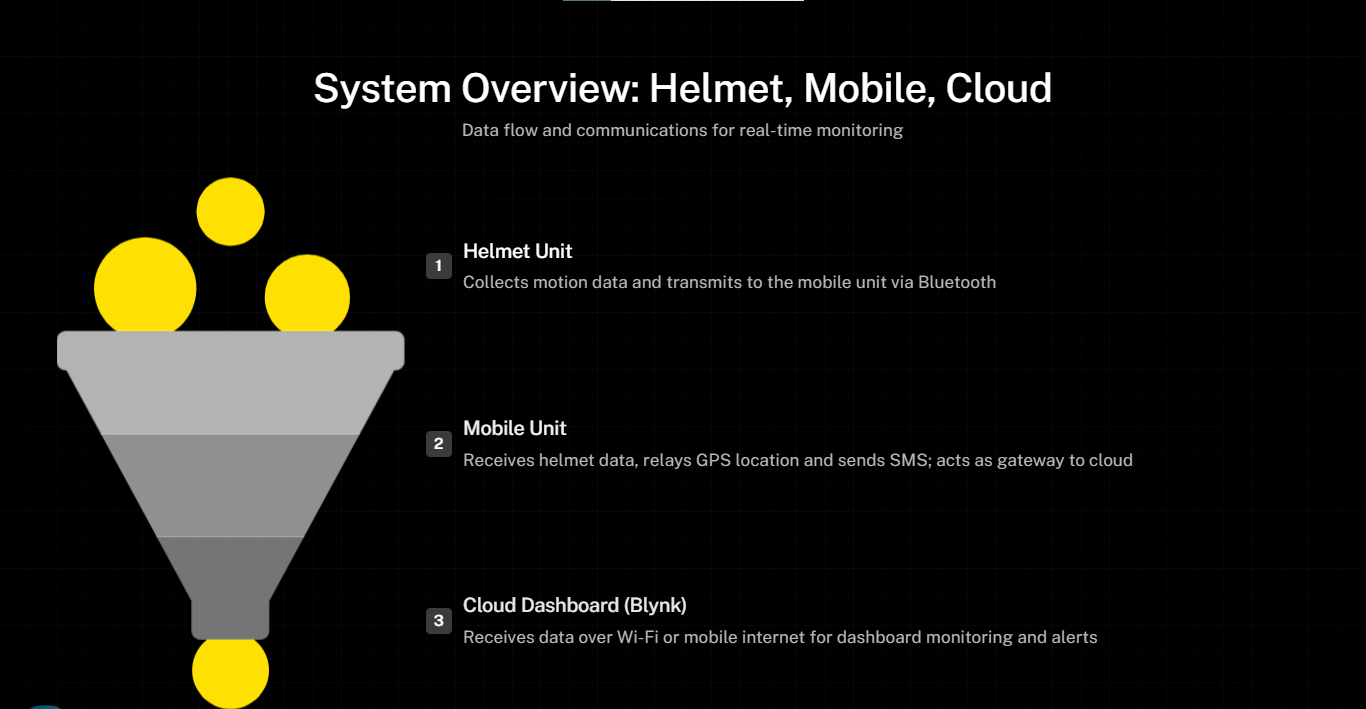 System Overview: Helmet, Mobile, Cloud
Data flow and communications for real-time monitoring
1
Helmet Unit
Collects motion data and transmits to the mobile unit via Bluetooth
2
Mobile Unit
Receives helmet data, relays GPS location and sends SMS; acts as gateway to cloud
3
Cloud Dashboard (Blynk)
Receives data over Wi-Fi or mobile internet for dashboard monitoring and alerts